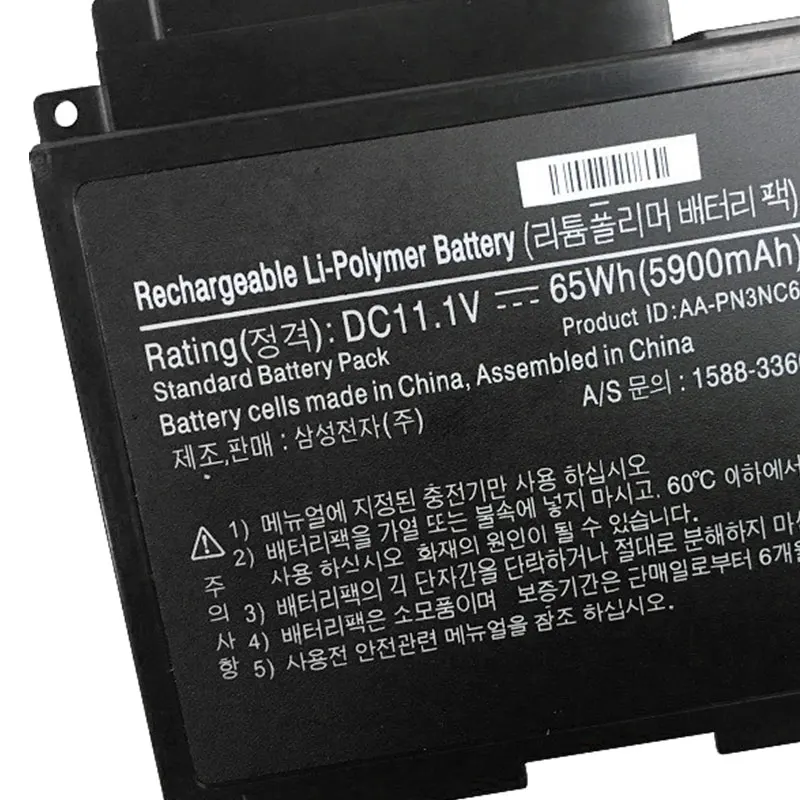 Rechargeable Li-Polymer Battery (리튬폴리머 배터리 팩)
Rating(정격): DC11.1V ⎓ 65Wh(5900mAh)
Standard Battery Pack Product ID:AA-PN3NC6
Battery cells made in China, Assembled in China
제조,판매 : 삼성전자(주) A/S 문의 : 1588-3366
주의사항
1) 메뉴얼에 지정된 충전기만 사용 하십시오
2) 배터리팩을 가열 또는 불속에 넣지 마시고. 60℃ 이하에서
사용 하십시오 화재의 원인이 될 수 있습니다.
3) 배터리팩의 각 단자간을 단락하거나 절대로 분해하지 마
4) 배터리팩은 소모품이며 보증기간은 판매일로부터 6개
5) 사용전 안전관련 메뉴얼을 참조 하십시오.